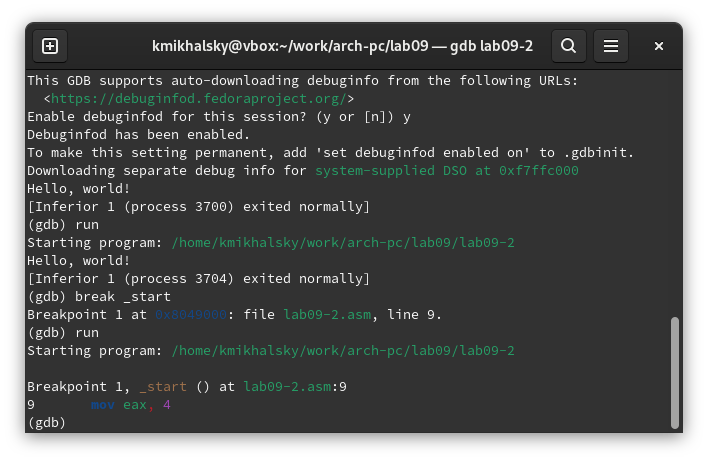 kmikhalsky@vbox:~/work/arch-pc/lab09 — gdb lab09-2
This GDB supports auto-downloading debuginfo from the following URLs:
  <https://debuginfod.fedoraproject.org/>
Enable debuginfod for this session? (y or [n]) y
Debuginfod has been enabled.
To make this setting permanent, add 'set debuginfod enabled on' to .gdbinit.
Downloading separate debug info for system-supplied DSO at 0xf7ffc000
Hello, world!
[Inferior 1 (process 3700) exited normally]
(gdb) run
Starting program: /home/kmikhalsky/work/arch-pc/lab09/lab09-2
Hello, world!
[Inferior 1 (process 3704) exited normally]
(gdb) break _start
Breakpoint 1 at 0x8049000: file lab09-2.asm, line 9.
(gdb) run
Starting program: /home/kmikhalsky/work/arch-pc/lab09/lab09-2
Breakpoint 1, _start () at lab09-2.asm:9
9       mov eax, 4
(gdb)